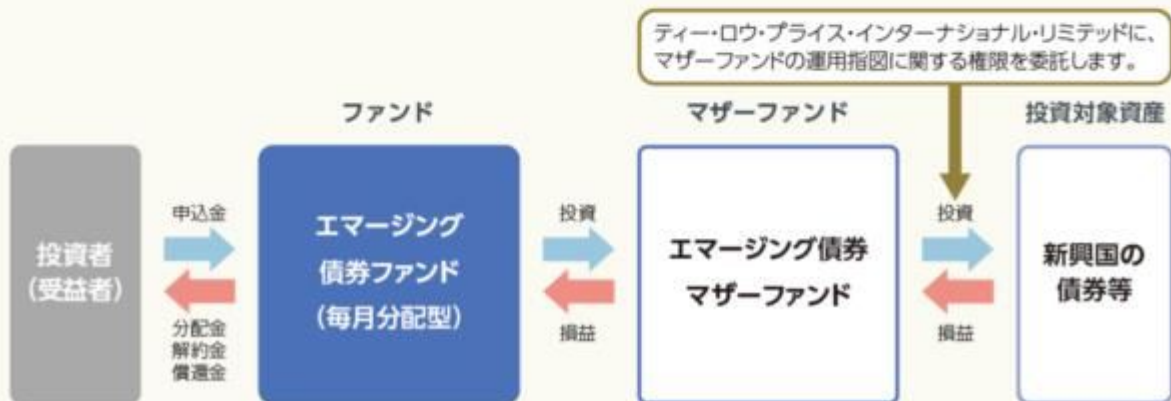 ティー・ロウ・プライス・インターナショナル・リミテッドに、
マザーファンドの運用指図に関する権限を委託します。
ファンド
マザーファンド
投資対象資産
投資者
(受益者)
申込金
分配金
解約金
償還金
エマージング
債券ファンド
(毎月分配型)
投資
損益
エマージング債券
マザーファンド
投資
損益
新興国の
債券等